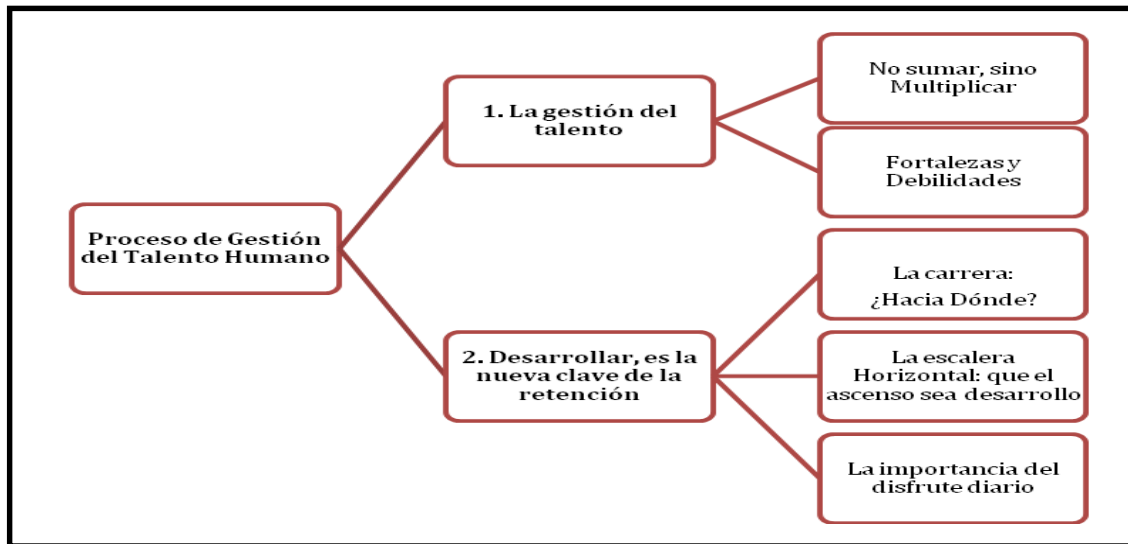 Proceso de Gestión
del Talento Humano
1. La gestión del
talento
No sumar, sino
Multiplicar
Fortalezas y
Debilidades
2. Desarrollar, es la
nueva clave de la
retención
La carrera:
¿Hacia Dónde?
La escalera
Horizontal: que el
ascenso sea desarrollo
La importancia del
disfrute diario